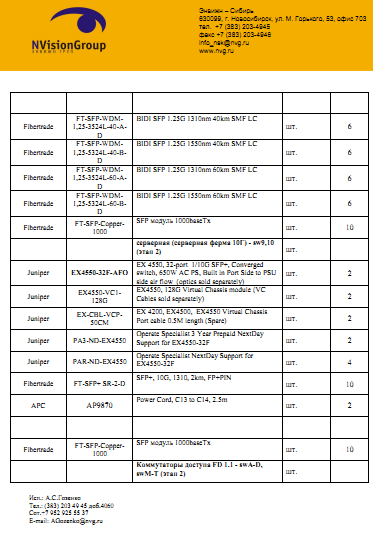 NVisionGroup
Энвижн – Сибирь
630099, г. Новосибирск, ул. М. Горького, 53, офис 703
тел. +7 (383) 203-4945
факс +7 (383) 203-4946
info_nsk@nvg.ru
www.nvg.ru
Fibertrade FT-SFP-WDM-1,25-3524L-40-A-D BIDI SFP 1.25G 1310nm 40km SMF LC шт. 6
Fibertrade FT-SFP-WDM-1,25-5324L-40-B-D BIDI SFP 1.25G 1550nm 40km SMF LC шт. 6
Fibertrade FT-SFP-WDM-1,25-3524L-60-A-D BIDI SFP 1.25G 1310nm 60km SMF LC шт. 6
Fibertrade FT-SFP-WDM-1,25-5324L-60-B-D BIDI SFP 1.25G 1550nm 60km SMF LC шт. 6
Fibertrade FT-SFP-Copper-1000 SFP модуль 1000baseTx шт. 10
серверная (серверная ферма 10Г) - sw9,10 (этап 2) шт.
Juniper EX4550-32F-AFO EX 4550, 32-port 1/10G SFP+, Converged switch, 650W AC PS, Built in Port Side to PSU side air flow (optics sold separately) шт. 2
Juniper EX4550-VC1-128G EX4550, 128G Virtual Chassis module (VC Cables sold separately) шт. 2
Juniper EX-CBL-VCP-50CM EX 4200, EX4500, EX4550 Virtual Chassis Port cable 0.5M length (Spare) шт. 2
Juniper PA3-ND-EX4550 Operate Specialist 3 Year Prepaid NextDay Support for EX4550-32F шт. 2
Juniper PAR-ND-EX4550 Operate Specialist NextDay Support for EX4550-32F шт. 4
Fibertrade FT-SFP+ SR-2-D SFP+, 10G, 1310, 2km, FP+PIN шт. 10
APC AP9870 Power Cord, C13 to C14, 2.5m шт. 2
Fibertrade FT-SFP-Copper-1000 SFP модуль 1000baseTx шт. 10
Коммутаторы доступа FD 1.1 - swA-D, swM-T (этап 2) шт.
Исп.: А.С.Гозенко
Тел.: (383) 203 49 45 доб.4060
Сот.+7 952 925 55 37
E-mail: AGozenko@nvg.ru